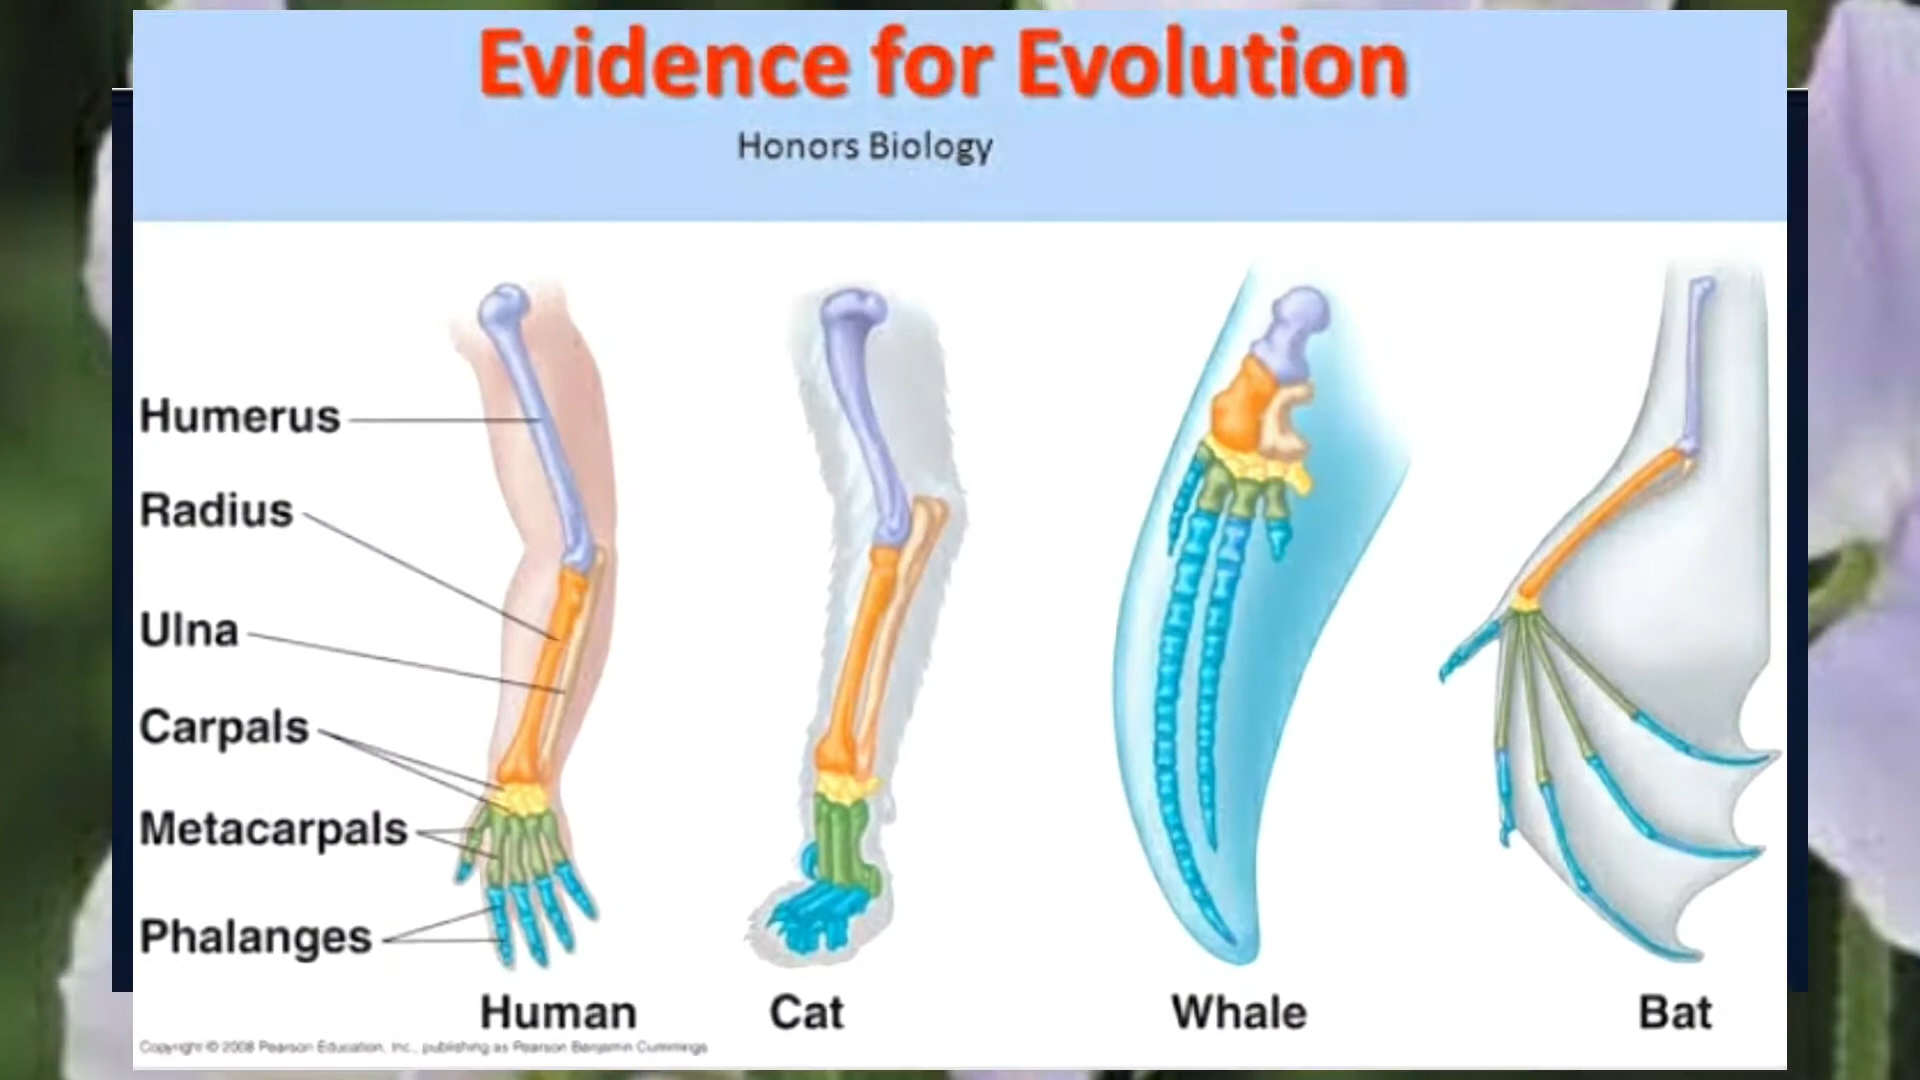 Evidence for Evolution
Honors Biology
Humerus
Radius
Ulna
Carpals
Metacarpals
Phalanges
Human
Cat
Whale
Bat
Copyright © 2008 Pearson Education, Inc., publishing as Pearson Benjamin Cummings